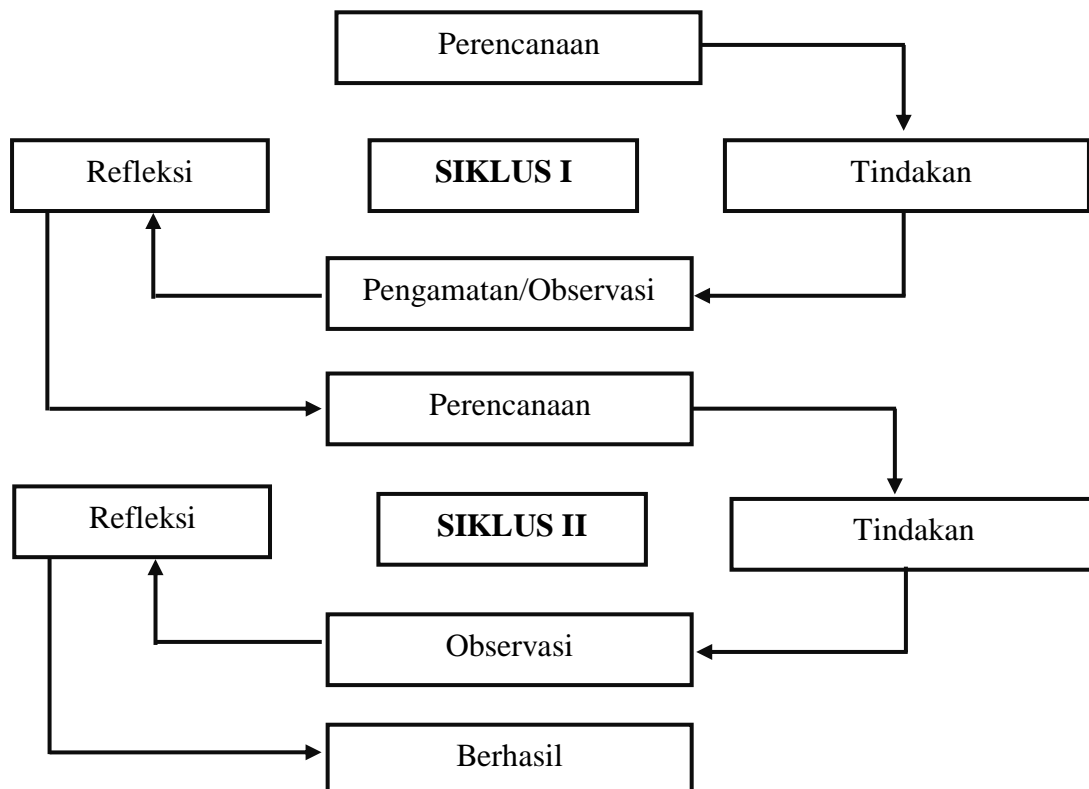 Perencanaan
Refleksi
SIKLUS I
Tindakan
Pengamatan/Observasi
Perencanaan
Refleksi
SIKLUS II
Tindakan
Observasi
Berhasil